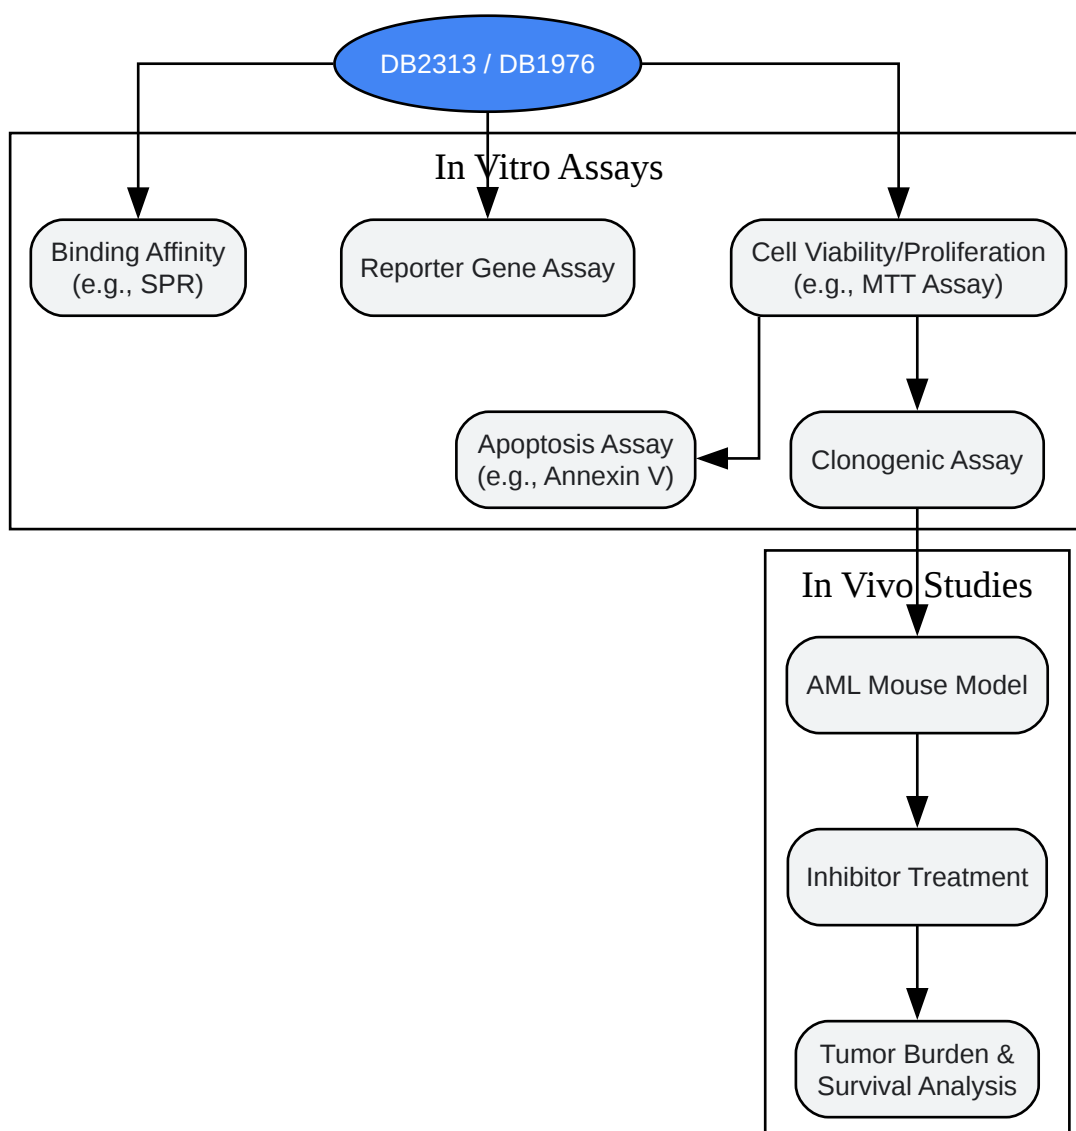 DB2313 / DB1976
In Vitro Assays
Binding Affinity
(e.g., SPR)
Reporter Gene Assay
Cell Viability/Proliferation
(e.g., MTT Assay)
Apoptosis Assay
(e.g., Annexin V)
Clonogenic Assay
In Vivo Studies
AML Mouse Model
Inhibitor Treatment
Tumor Burden &
Survival Analysis